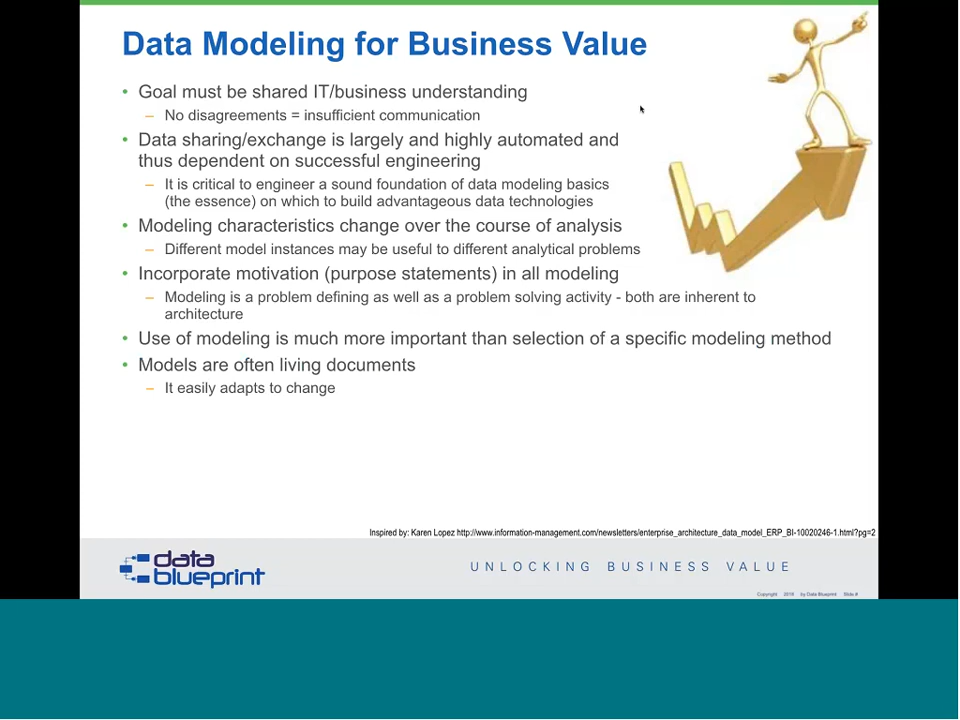 Data Modeling for Business Value
• Goal must be shared IT/business understanding
– No disagreements = insufficient communication
• Data sharing/exchange is largely and highly automated and
thus dependent on successful engineering
– It is critical to engineer a sound foundation of data modeling basics
(the essence) on which to build advantageous data technologies
• Modeling characteristics change over the course of analysis
– Different model instances may be useful to different analytical problems
• Incorporate motivation (purpose statements) in all modeling
– Modeling is a problem defining as well as a problem solving activity - both are inherent to
architecture
• Use of modeling is much more important than selection of a specific modeling method
• Models are often living documents
– It easily adapts to change
Inspired by: Karen Lopez http://www.information-management.com/newsletters/enterprise_architecture_data_model_ERP_BI-10020246-1.html?pg=2
data
blueprint
UNLOCKING BUSINESS VALUE
Copyright by Data Blueprint Slide #